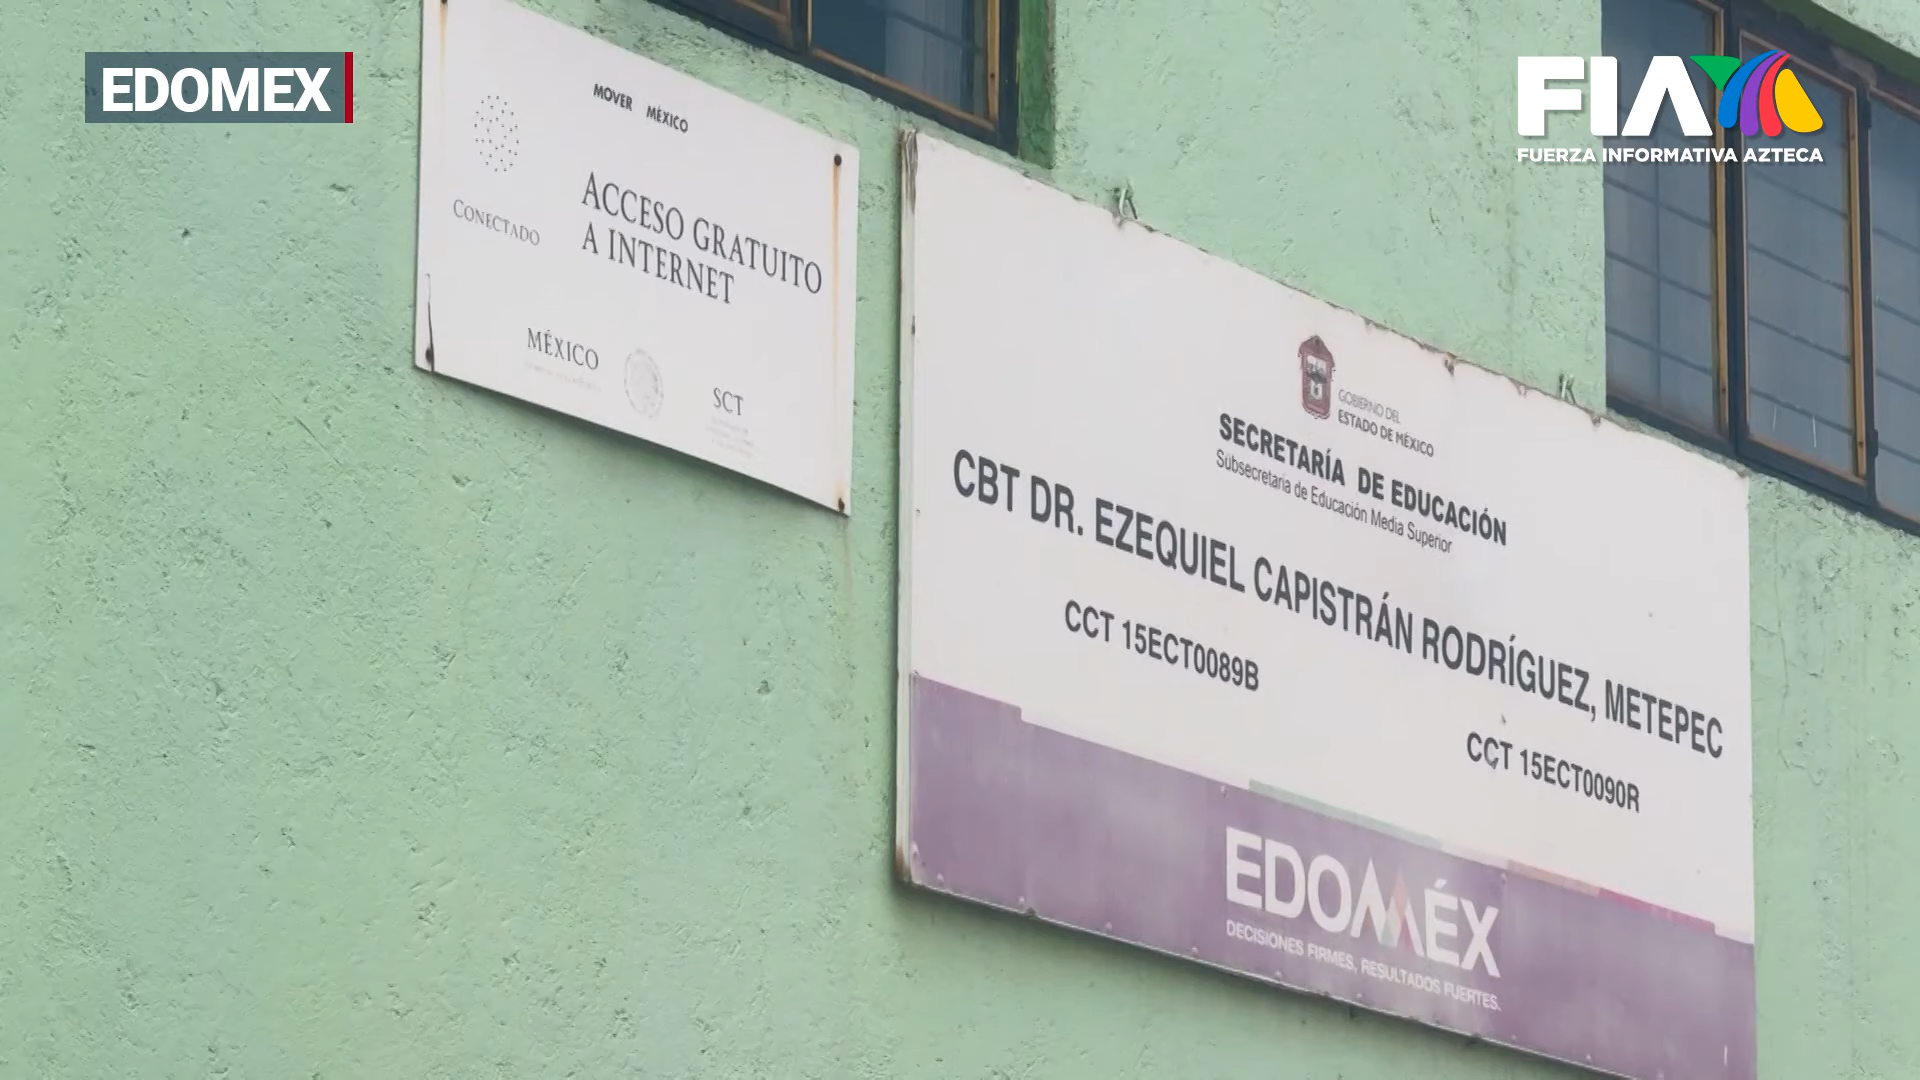 EDOMEX
FIA
FUERZA INFORMATIVA AZTECA
MOVER MÉXICO
CONECTADO
ACCESO GRATUITO
A INTERNET
MÉXICO
SCT
GOBIERNO DEL
ESTADO DE MÉXICO
SECRETARÍA DE EDUCACIÓN
Subsecretaría de Educación Media Superior
CBT DR. EZEQUIEL CAPISTRÁN RODRÍGUEZ, METEPEC
CCT 15ECT0089B
CCT 15ECT0090R
EDOMÉX
DECISIONES FIRMES, RESULTADOS FUERTES.